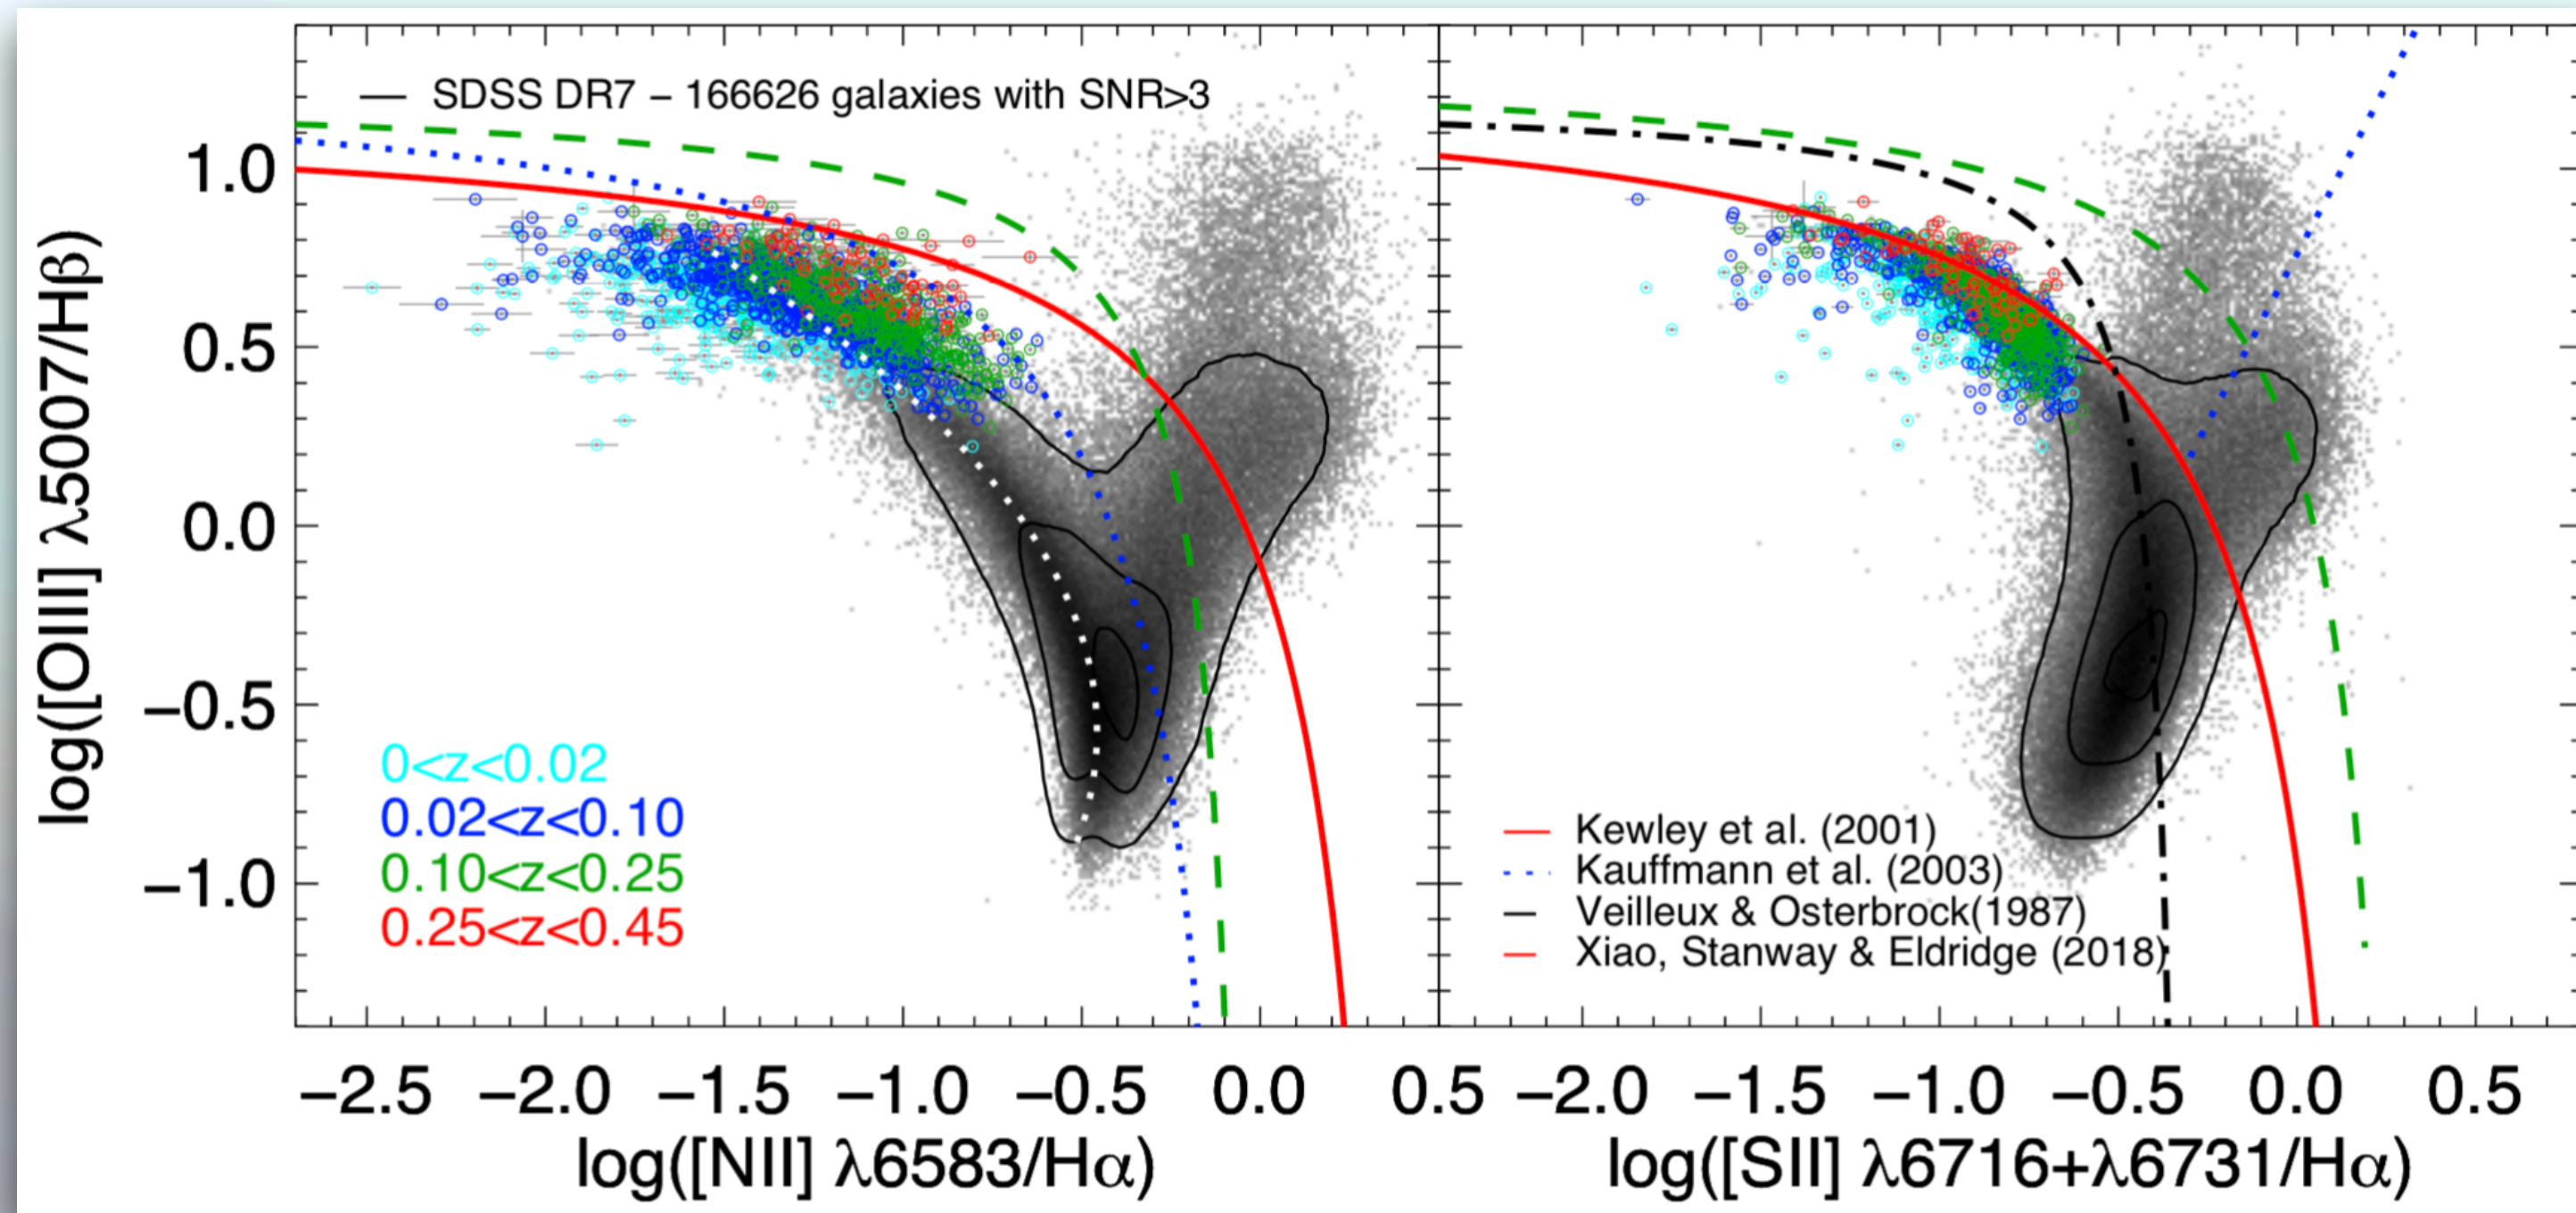 SDSS DR7 – 166626 galaxies with SNR>3
log([OIII] λ5007/Hβ)
1.0
0.5
0.0
−0.5
−1.0
0<z<0.02
0.02<z<0.10
0.10<z<0.25
0.25<z<0.45
Kewley et al. (2001)
Kauffmann et al. (2003)
Veilleux & Osterbrock(1987)
Xiao, Stanway & Eldridge (2018)
−2.5 −2.0 −1.5 −1.0 −0.5 0.0 0.5 −2.0 −1.5 −1.0 −0.5 0.0 0.5
log([NII] λ6583/Hα)
log([SII] λ6716+λ6731/Hα)